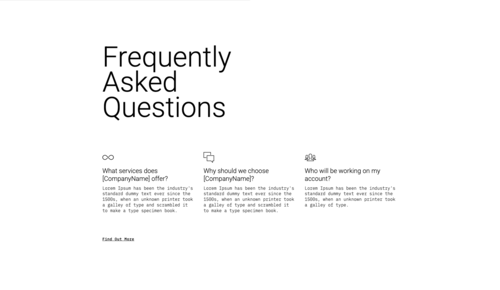 Frequently
Asked
Questions
What services does
[CompanyName] offer?
Lorem Ipsum has been the industry's
standard dummy text ever since the
1500s, when an unknown printer took
a galley of type and scrambled it
to make a type specimen book.
Why should we choose
[CompanyName]?
Lorem Ipsum has been the industry's
standard dummy text ever since the
1500s, when an unknown printer took
a galley of type and scrambled it
to make a type specimen book.
Who will be working on my
account?
Lorem Ipsum has been the industry's
standard dummy text ever since the
1500s, when an unknown printer took
a galley of type.
Find Out More